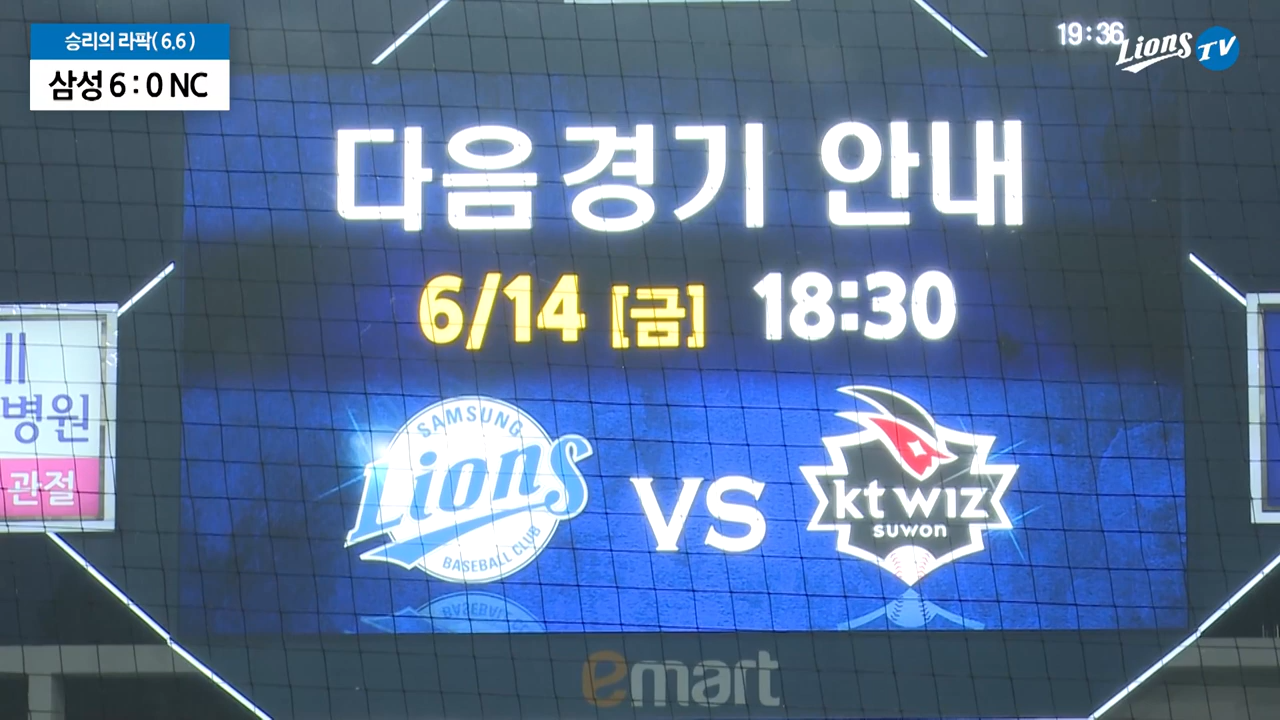 승리의 라팍( 6.6 )
삼성 6 : 0 NC
19:36
Lions TV
다음경기 안내
6/14 [금] 18:30
SAMSUNG
Lions
BASEBALL CLUB
VS
kt wiz
suwon
병원
관절
emart